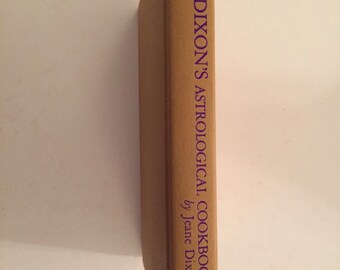 DIXON'S ASTROLOGICAL COOKBOO
by Jeane Dix